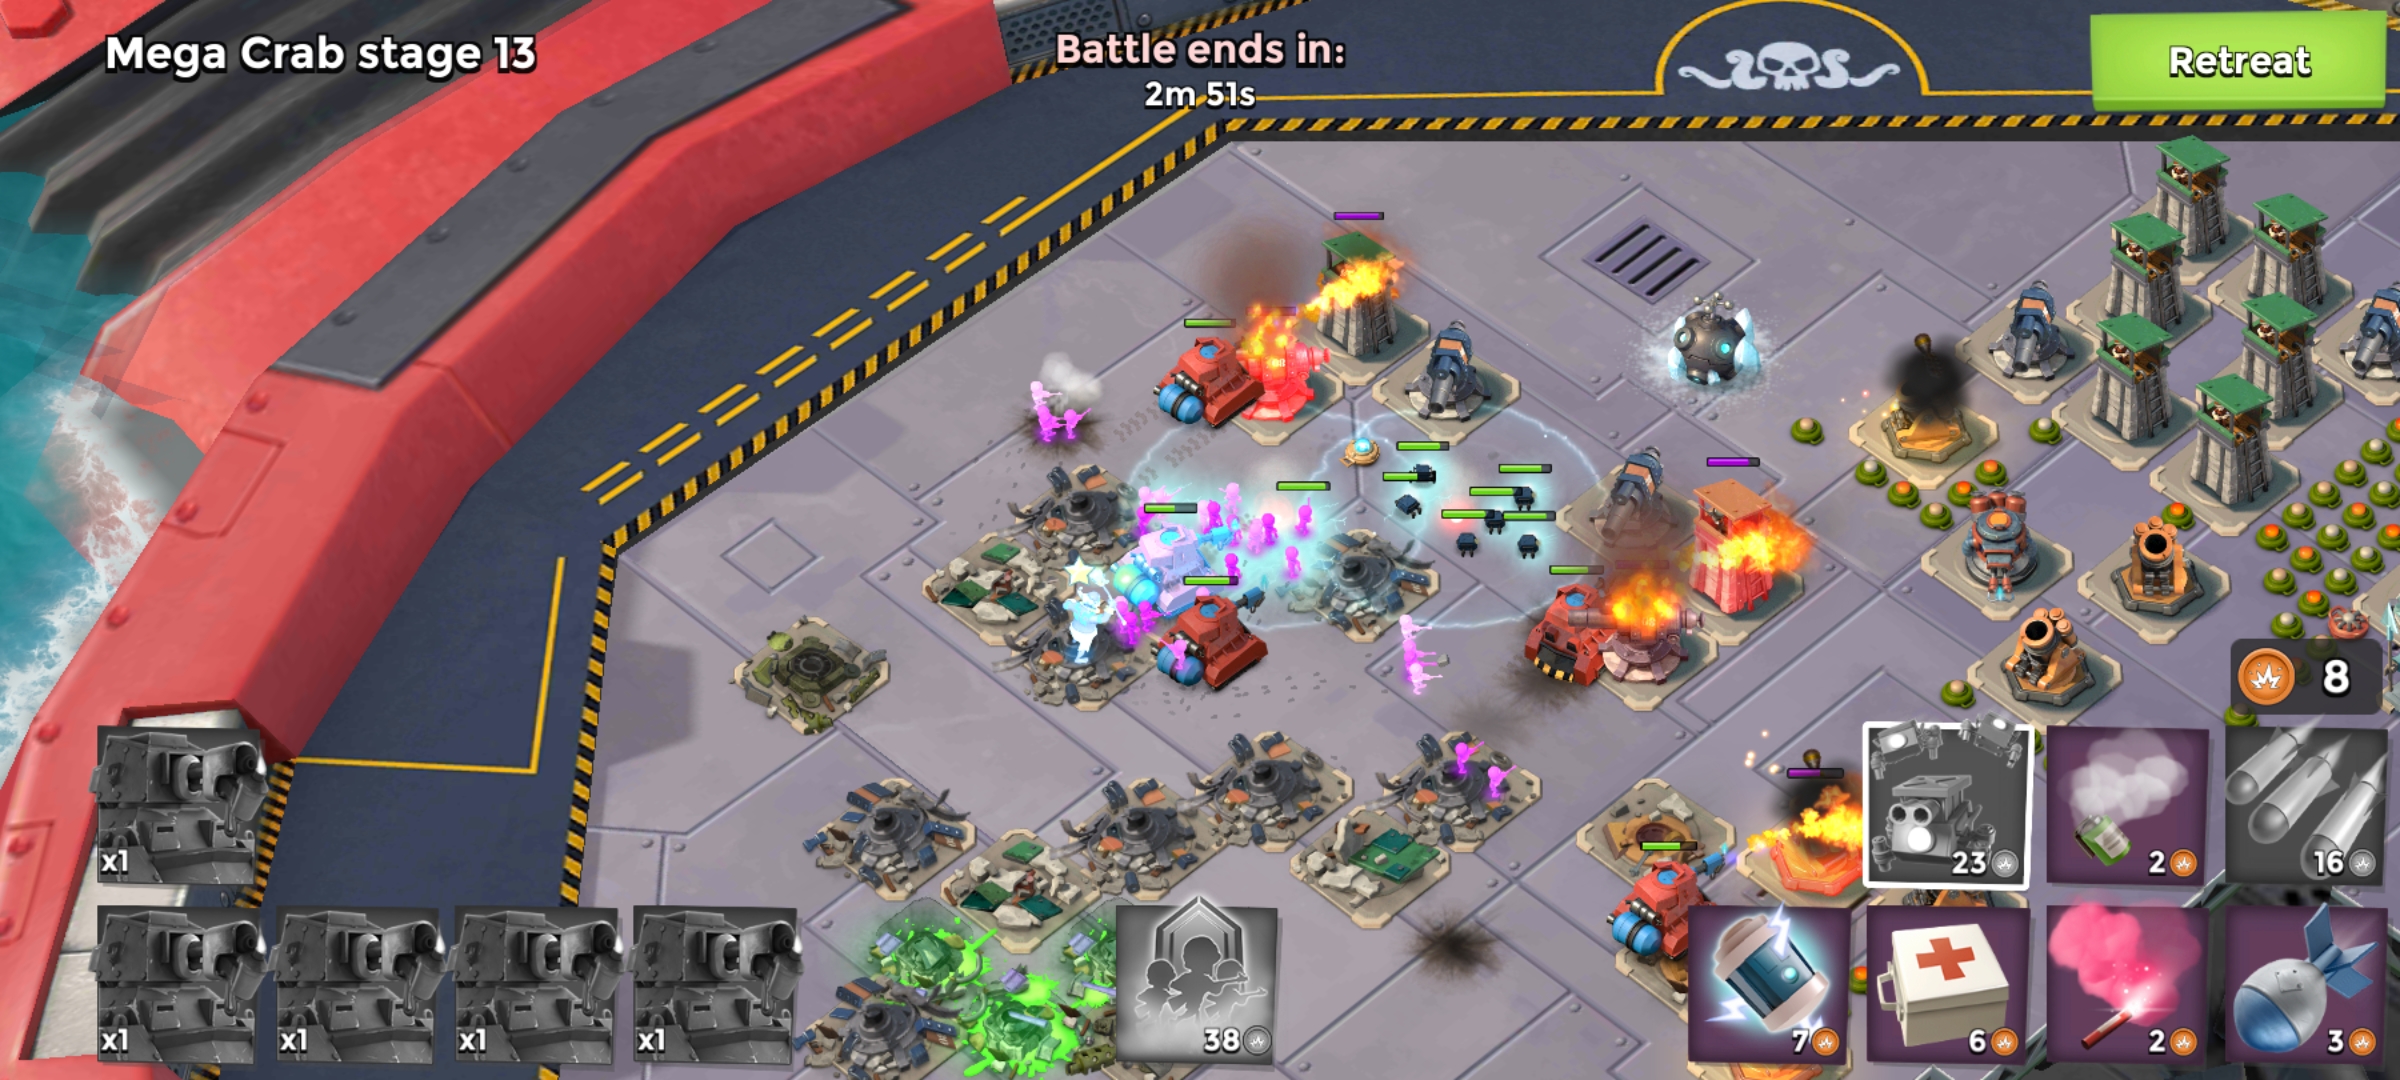 Mega Crab stage 13
Battle ends in:
2m 51s
Retreat
8
x1
23
2
16
x1
x1
x1
x1
38
7
6
2
3